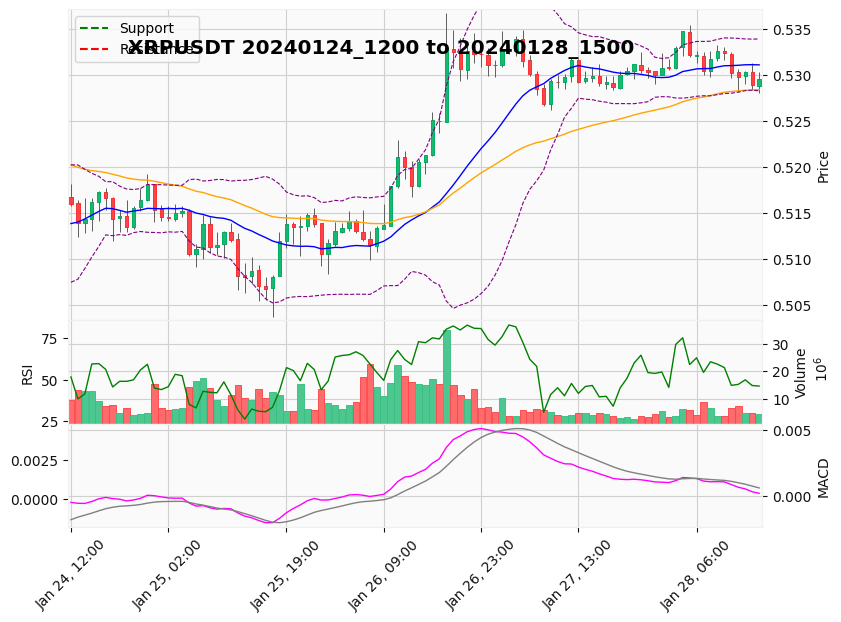 XRPUSDT 20240124_1200 to 20240128_1500
Support
Resistance
0.535
0.530
0.525
0.520
0.515
0.510
0.505
Price
75
50
25
RSI
30
20
10
Volume
10^6
0.0025
0.0000
0.005
0.000
MACD
Jan 24, 12:00
Jan 25, 02:00
Jan 25, 19:00
Jan 26, 09:00
Jan 26, 23:00
Jan 27, 13:00
Jan 28, 06:00